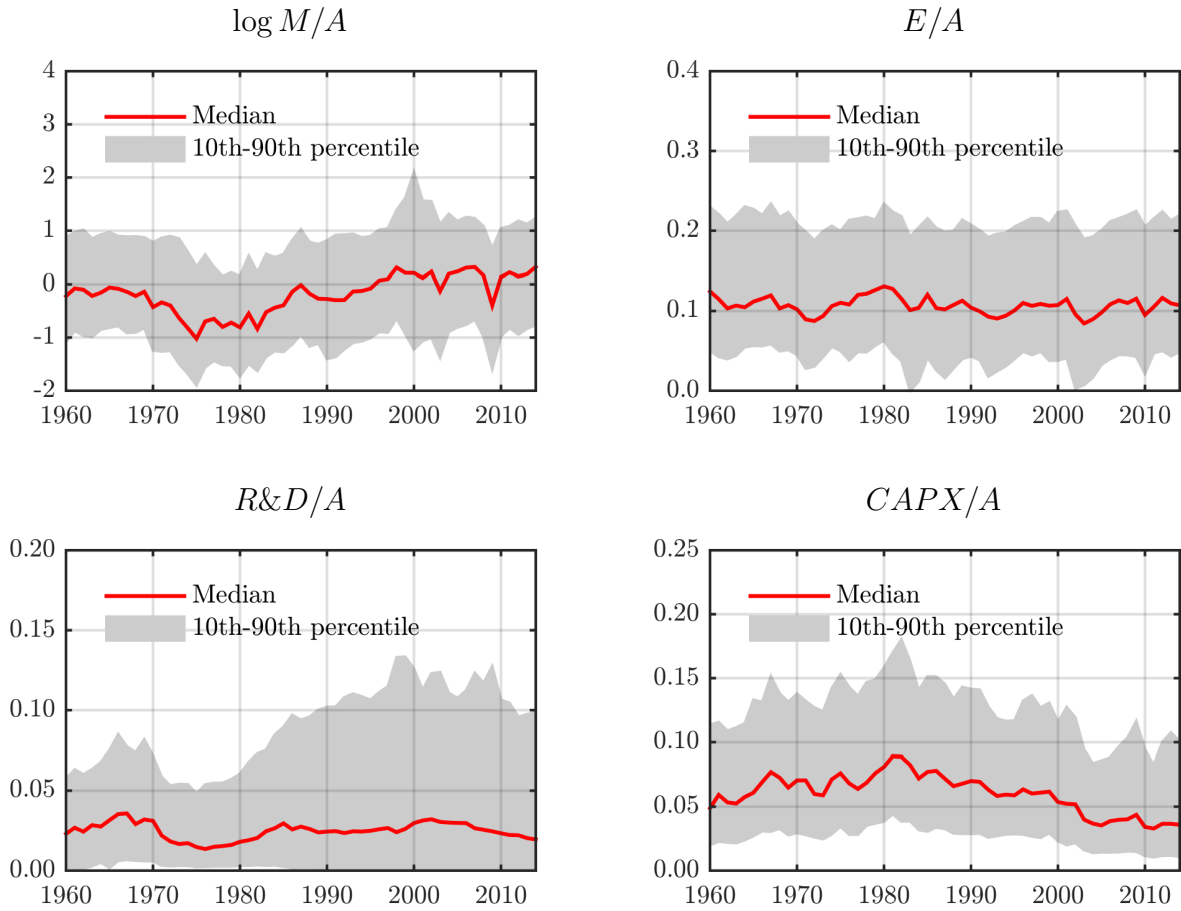 log M/A
4
3
2
1
0
-1
-2
1960 1970 1980 1990 2000 2010
Median
10th-90th percentile
E/A
0.4
0.3
0.2
0.1
0.0
1960 1970 1980 1990 2000 2010
Median
10th-90th percentile
R&D/A
0.20
0.15
0.10
0.05
0.00
1960 1970 1980 1990 2000 2010
Median
10th-90th percentile
CAPX/A
0.25
0.20
0.15
0.10
0.05
0.00
1960 1970 1980 1990 2000 2010
Median
10th-90th percentile